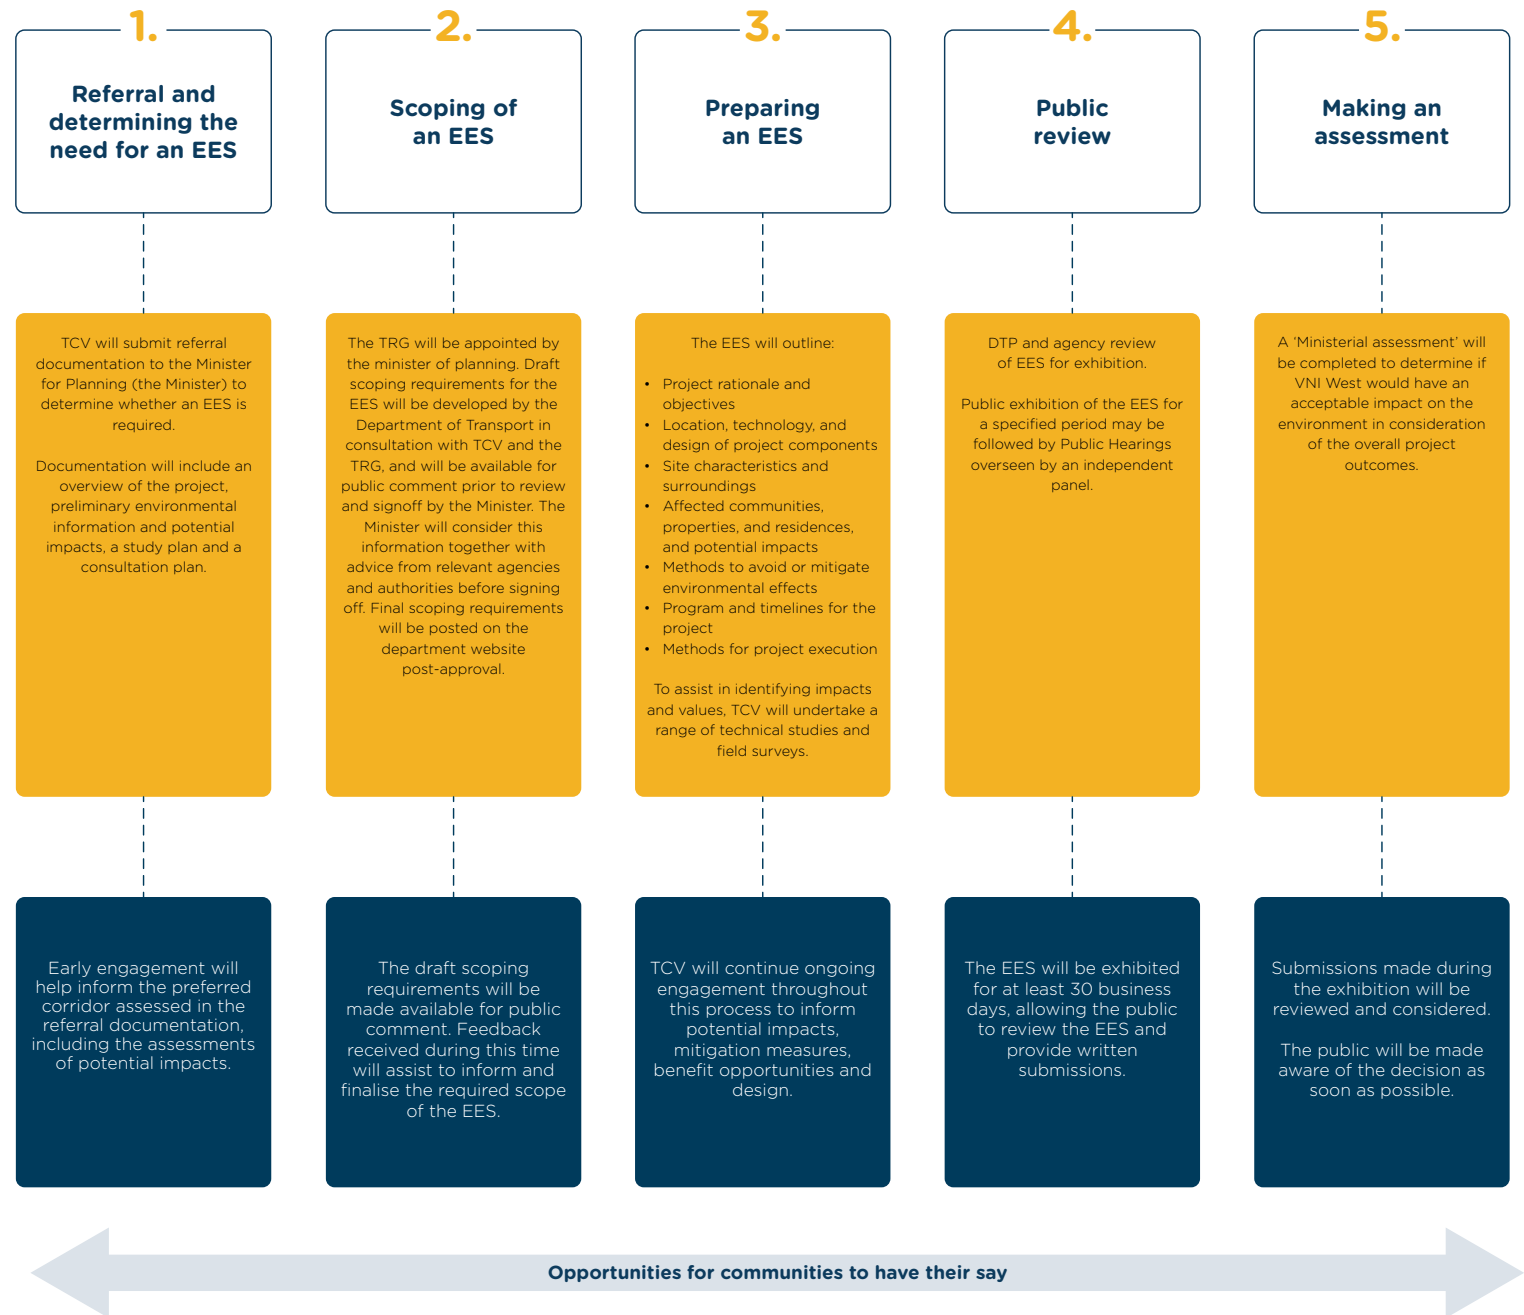 1.
Referral and
determining the
need for an EES
TCV will submit referral
documentation to the Minister
for Planning (the Minister) to
determine whether an EES is
required.
Documentation will include an
overview of the project,
preliminary environmental
information and potential
impacts, a study plan and a
consultation plan.
Early engagement will
help inform the preferred
corridor assessed in the
referral documentation,
including the assessments
of potential impacts.
2.
Scoping of
an EES
The TRG will be appointed by
the minister of planning. Draft
scoping requirements for the
EES will be developed by the
Department of Transport in
consultation with TCV and the
TRG, and will be available for
public comment prior to review
and signoff by the Minister. The
Minister will consider this
information together with
advice from relevant agencies
and authorities before signing
off. Final scoping requirements
will be posted on the
department website
post-approval.
The draft scoping
requirements will be
made available for public
comment. Feedback
received during this time
will assist to inform and
finalise the required scope
of the EES.
3.
Preparing
an EES
The EES will outline:
• Project rationale and
objectives
• Location, technology, and
design of project components
• Site characteristics and
surroundings
• Affected communities,
properties, and residences,
and potential impacts
• Methods to avoid or mitigate
environmental effects
• Program and timelines for the
project
• Methods for project execution
To assist in identifying impacts
and values, TCV will undertake a
range of technical studies and
field surveys.
TCV will continue ongoing
engagement throughout
this process to inform
potential impacts,
mitigation measures,
benefit opportunities and
design.
4.
Public
review
DTP and agency review
of EES for exhibition.
Public exhibition of the EES for
a specified period may be
followed by Public Hearings
overseen by an independent
panel.
The EES will be exhibited
for at least 30 business
days, allowing the public
to review the EES and
provide written
submissions.
5.
Making an
assessment
A ‘Ministerial assessment’ will
be completed to determine if
VNI West would have an
acceptable impact on the
environment in consideration
of the overall project
outcomes.
Submissions made during
the exhibition will be
reviewed and considered.
The public will be made
aware of the decision as
soon as possible.
Opportunities for communities to have their say